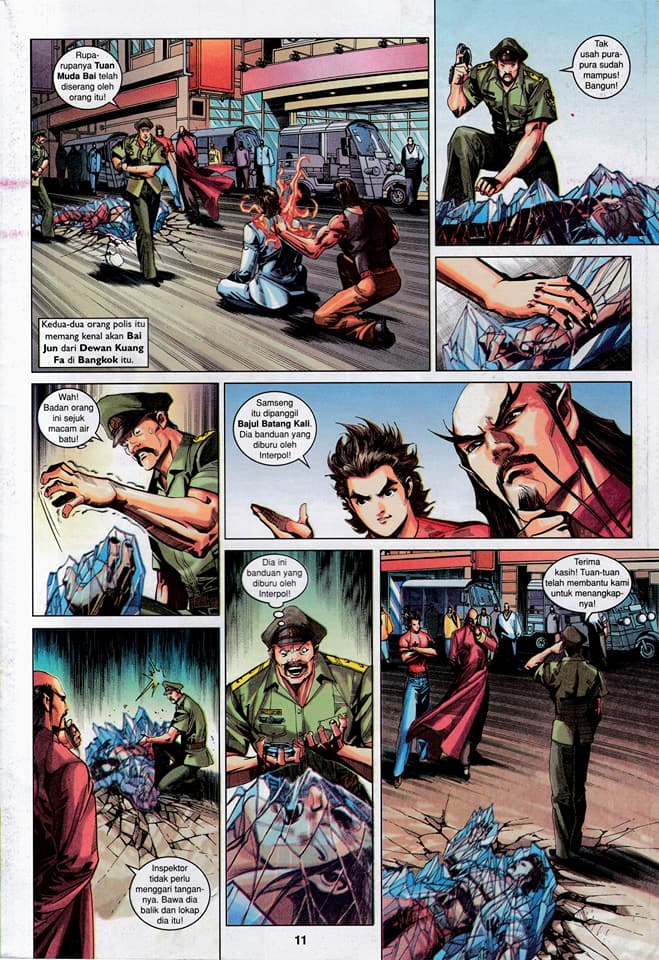 Rupa-
rupanya Tuan
Muda Bai telah
diserang oleh
orang itu!
Kedua-dua orang polis itu
memang kenal akan Bai
Jun dari Dewan Kuang
Fa di Bangkok itu.
Tak
usah pura-
pura sudah
mampus!
Bangun!
Wah!
Badan orang
ini sejuk
macam air
batu!
Samseng
itu dipanggil
Bajul Batang Kali.
Dia banduan yang
diburu oleh
Interpol!
Inspektor
tidak perlu
menggari tangan-
nya. Bawa dia
balik dan lokap
dia itu!
Dia ini
banduan yang
diburu oleh
Interpol!
Terima
kasih! Tuan-tuan
telah membantu kami
untuk menangkap-
nya!
11